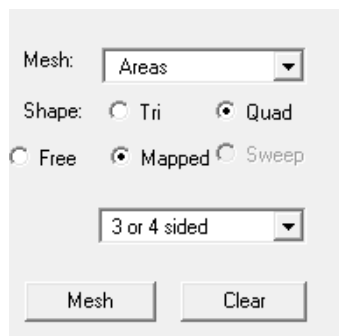 Mesh: Areas
Shape: Tri Quad
Free Mapped Sweep
3 or 4 sided
Mesh Clear